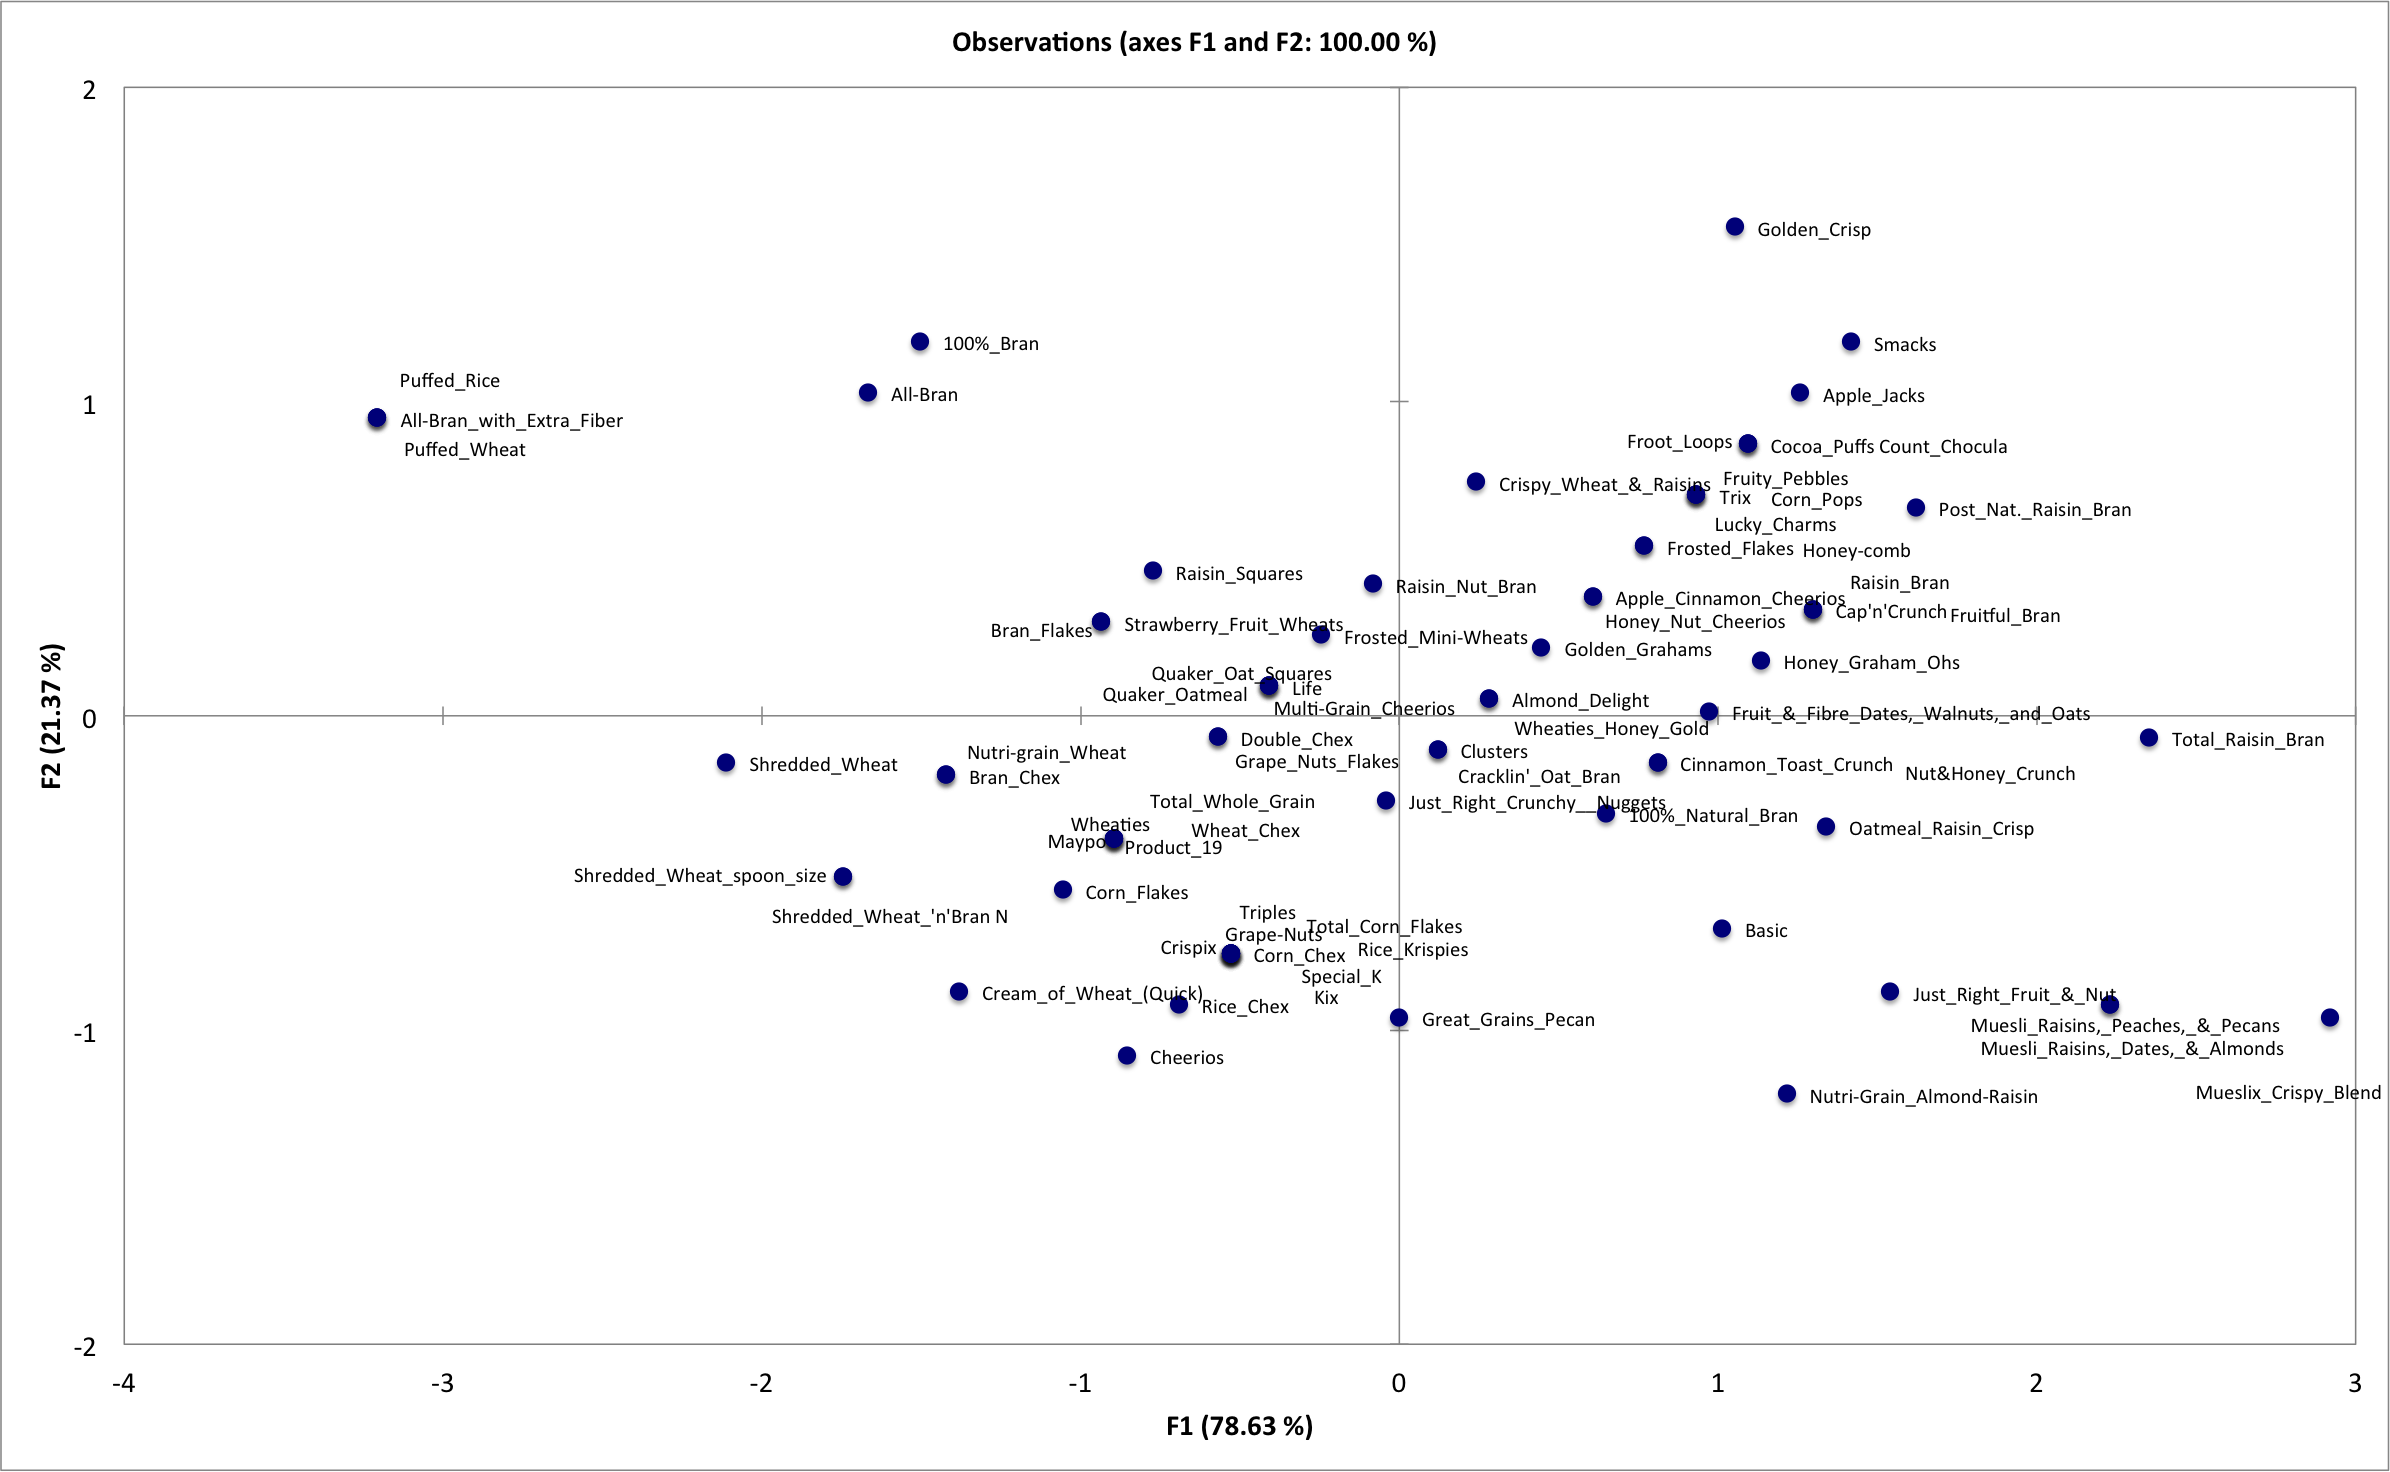 Observations (axes F1 and F2: 100.00 %)
2
Golden_Crisp
100%_Bran
Smacks
Puffed_Rice
All-Bran
Apple_Jacks
1
All-Bran_with_Extra_Fiber
Puffed_Wheat
Froot_Loops
Cocoa_Puffs Count_Chocula
Crispy_Wheat_&_Raisins
Fruity_Pebbles
Trix
Corn_Pops
Post_Nat._Raisin_Bran
Lucky_Charms
Frosted_Flakes
Honey-comb
Raisin_Squares
Raisin_Nut_Bran
Raisin_Bran
Apple_Cinnamon_Cheerios
Cap'n'Crunch
Fruitful_Bran
Honey_Nut_Cheerios
Bran_Flakes
Strawberry_Fruit_Wheats
Frosted_Mini-Wheats
Golden_Grahams
Honey_Graham_Ohs
Quaker_Oat_Squares
Quaker_Oatmeal
Life
Multi-Grain_Cheerios
Almond_Delight
0
Fruit_&_Fibre_Dates,_Walnuts,_and_Oats
Wheaties_Honey_Gold
Double_Chex
Total_Raisin_Bran
Nutri-grain_Wheat
Clusters
Grape_Nuts_Flakes
Shredded_Wheat
Bran_Chex
Cracklin'_Oat_Bran
Cinnamon_Toast_Crunch
Nut&Honey_Crunch
Total_Whole_Grain
Just_Right_Crunchy__Nuggets
100%_Natural_Bran
Oatmeal_Raisin_Crisp
Wheaties
Wheat_Chex
Maypo
Product_19
Shredded_Wheat_spoon_size
Corn_Flakes
Shredded_Wheat_'n'Bran N
Triples
Total_Corn_Flakes
Grape-Nuts
Basic
Crispix
Corn_Chex
Rice_Krispies
Special_K
Kix
Cream_of_Wheat_(Quick)
Rice_Chex
Just_Right_Fruit_&_Nut
Great_Grains_Pecan
-1
Muesli_Raisins,_Peaches,_&_Pecans
Muesli_Raisins,_Dates,_&_Almonds
Cheerios
Nutri-Grain_Almond-Raisin
Mueslix_Crispy_Blend
-2
-4 -3 -2 -1 0 1 2 3
F1 (78.63 %)
F2 (21.37 %)